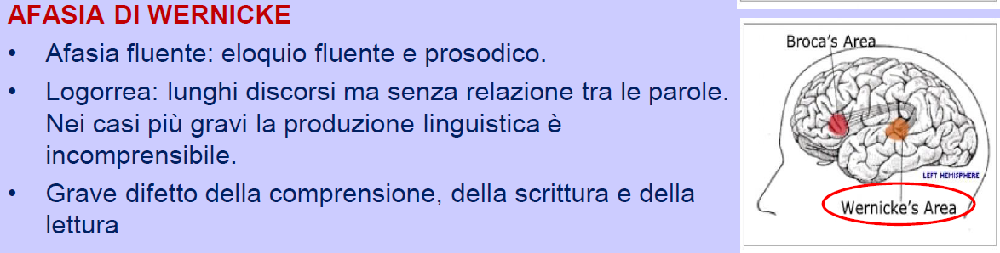 AFASIA DI WERNICKE
• Afasia fluente: eloquio fluente e prosodico.
• Logorrea: lunghi discorsi ma senza relazione tra le parole.
Nei casi più gravi la produzione linguistica è
incomprensibile.
• Grave difetto della comprensione, della scrittura e della
lettura
Broca's Area
LEFT HEMISPHERE
Wernicke's Area